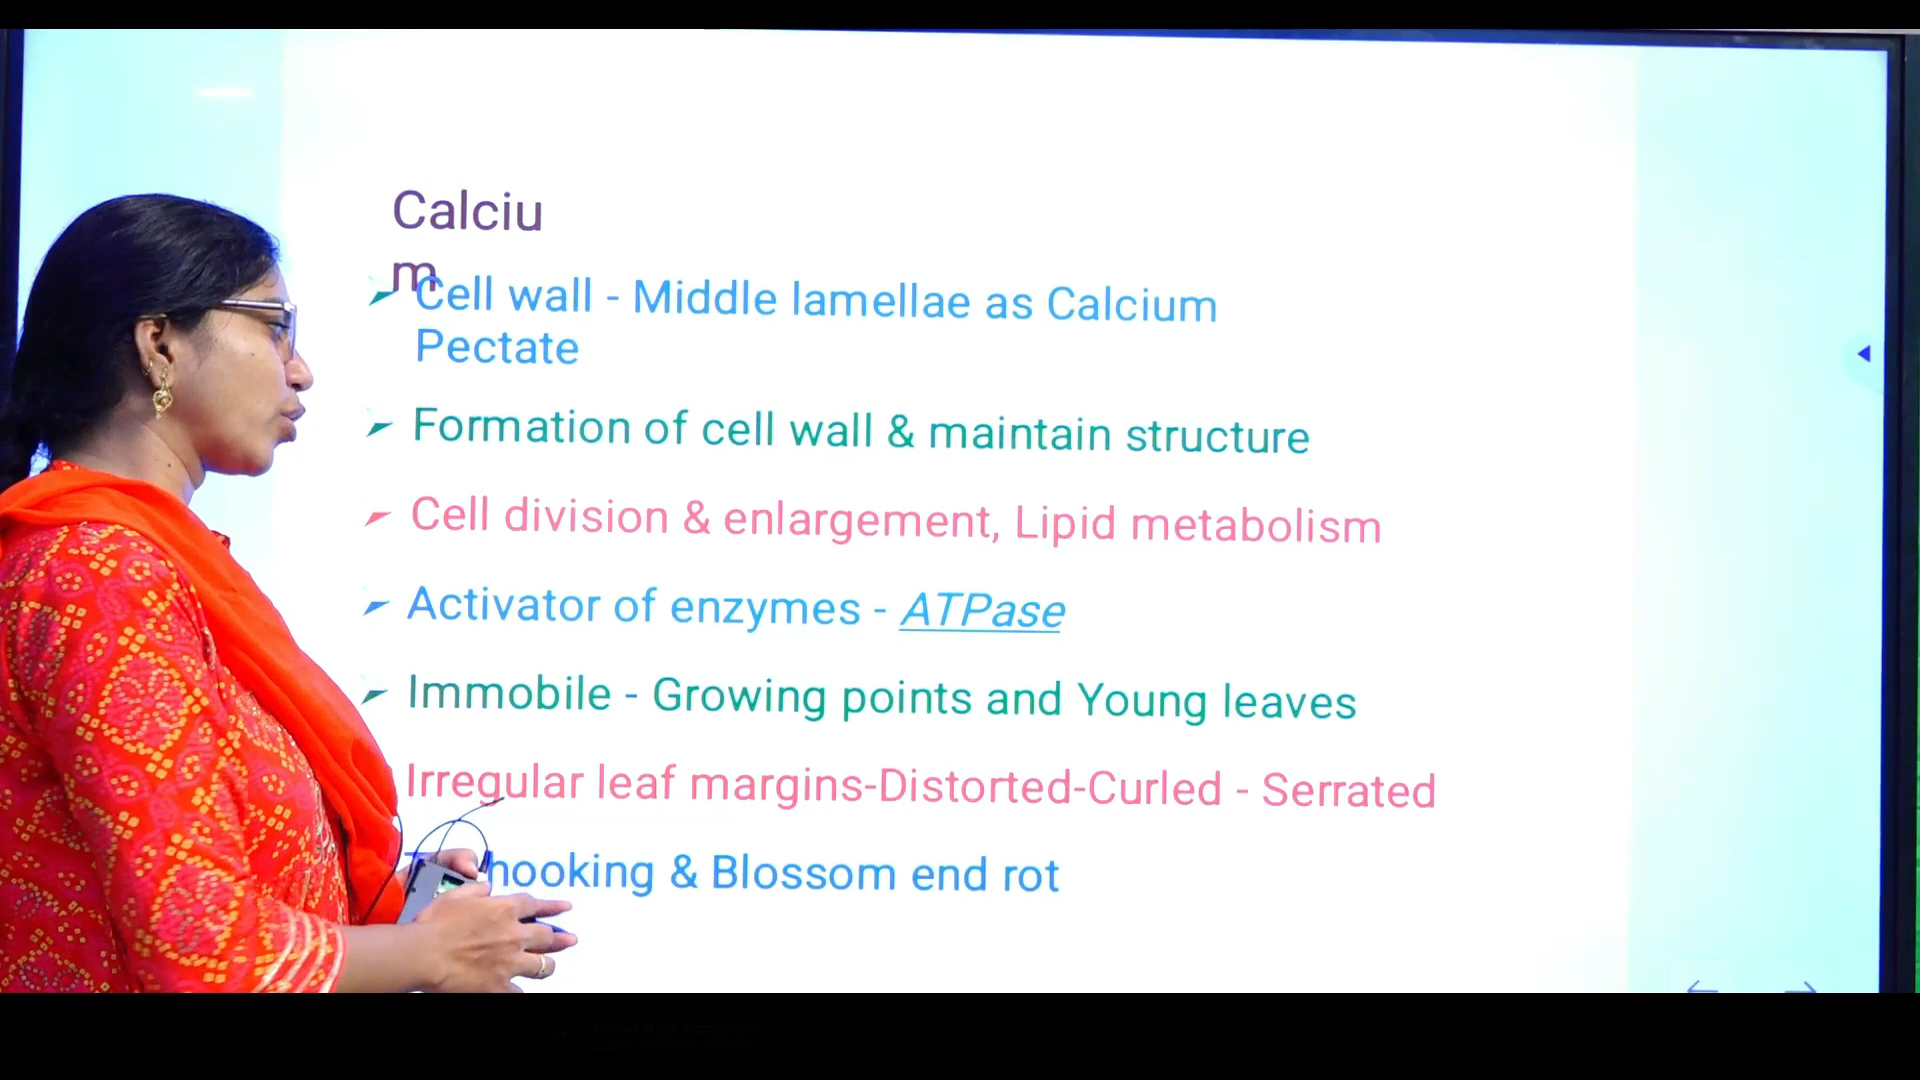 Calciu
m
Cell wall - Middle lamellae as Calcium
Pectate
Formation of cell wall & maintain structure
Cell division & enlargement, Lipid metabolism
Activator of enzymes - ATPase
Immobile - Growing points and Young leaves
Irregular leaf margins-Distorted-Curled - Serrated
hooking & Blossom end rot